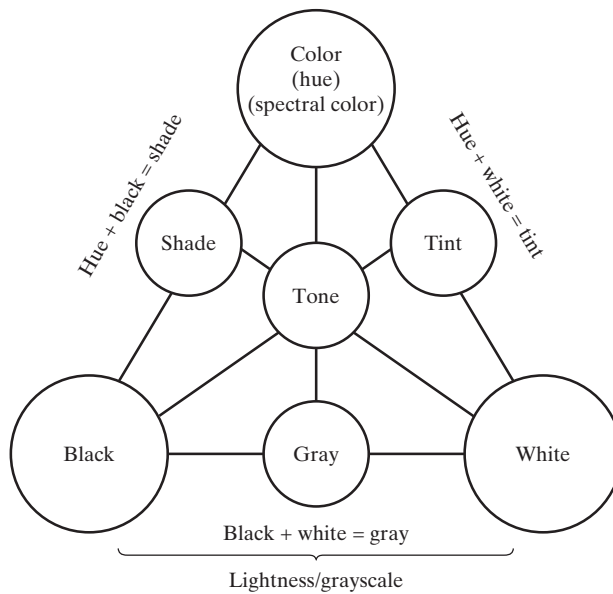 Color
(hue)
(spectral color)
Hue + black = shade
Hue + white = tint
Shade
Tint
Tone
Black
Gray
White
Black + white = gray
Lightness/grayscale